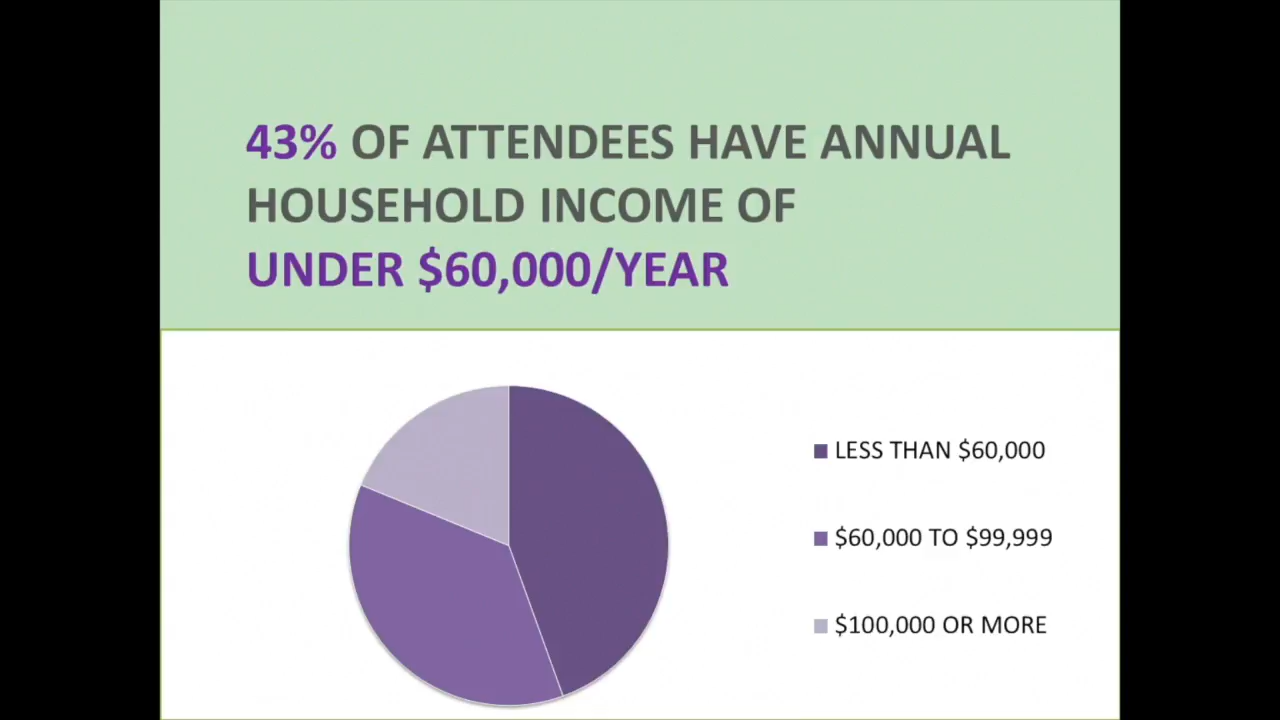 43% OF ATTENDEES HAVE ANNUAL
HOUSEHOLD INCOME OF
UNDER $60,000/YEAR
LESS THAN $60,000
$60,000 TO $99,999
$100,000 OR MORE